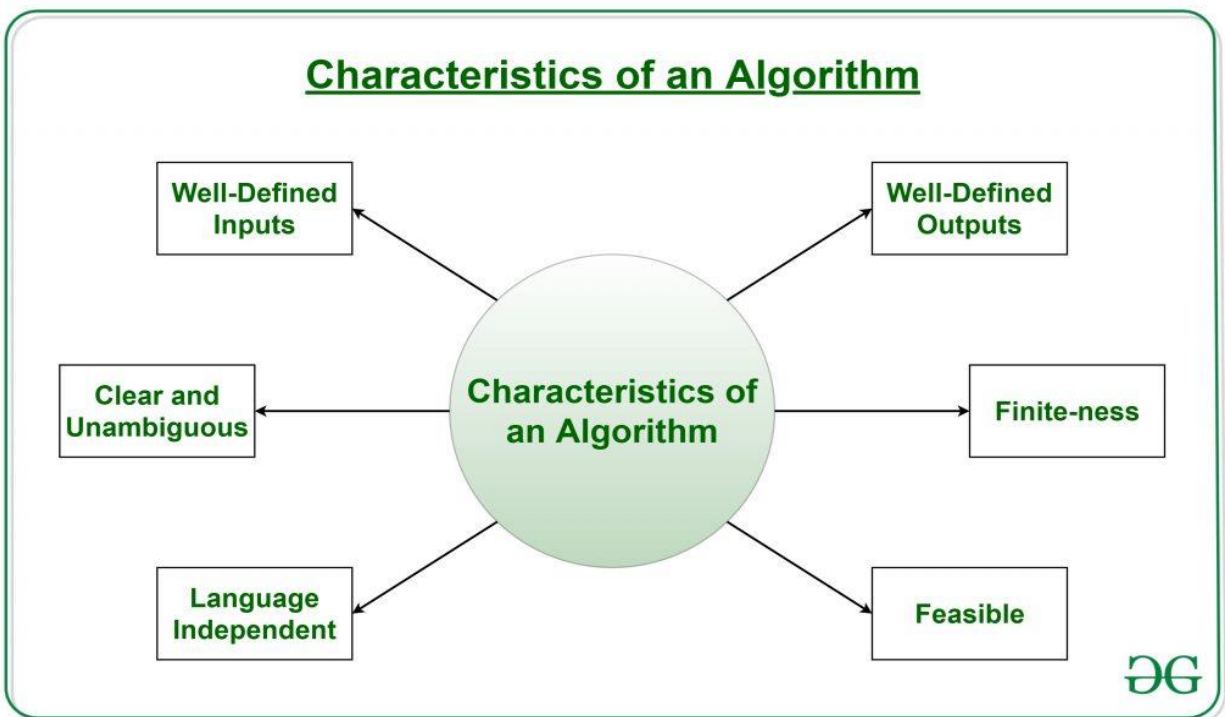 Characteristics of an Algorithm
Well-Defined
Inputs
Well-Defined
Outputs
Clear and
Unambiguous
Characteristics of
an Algorithm
Finite-ness
Language
Independent
Feasible